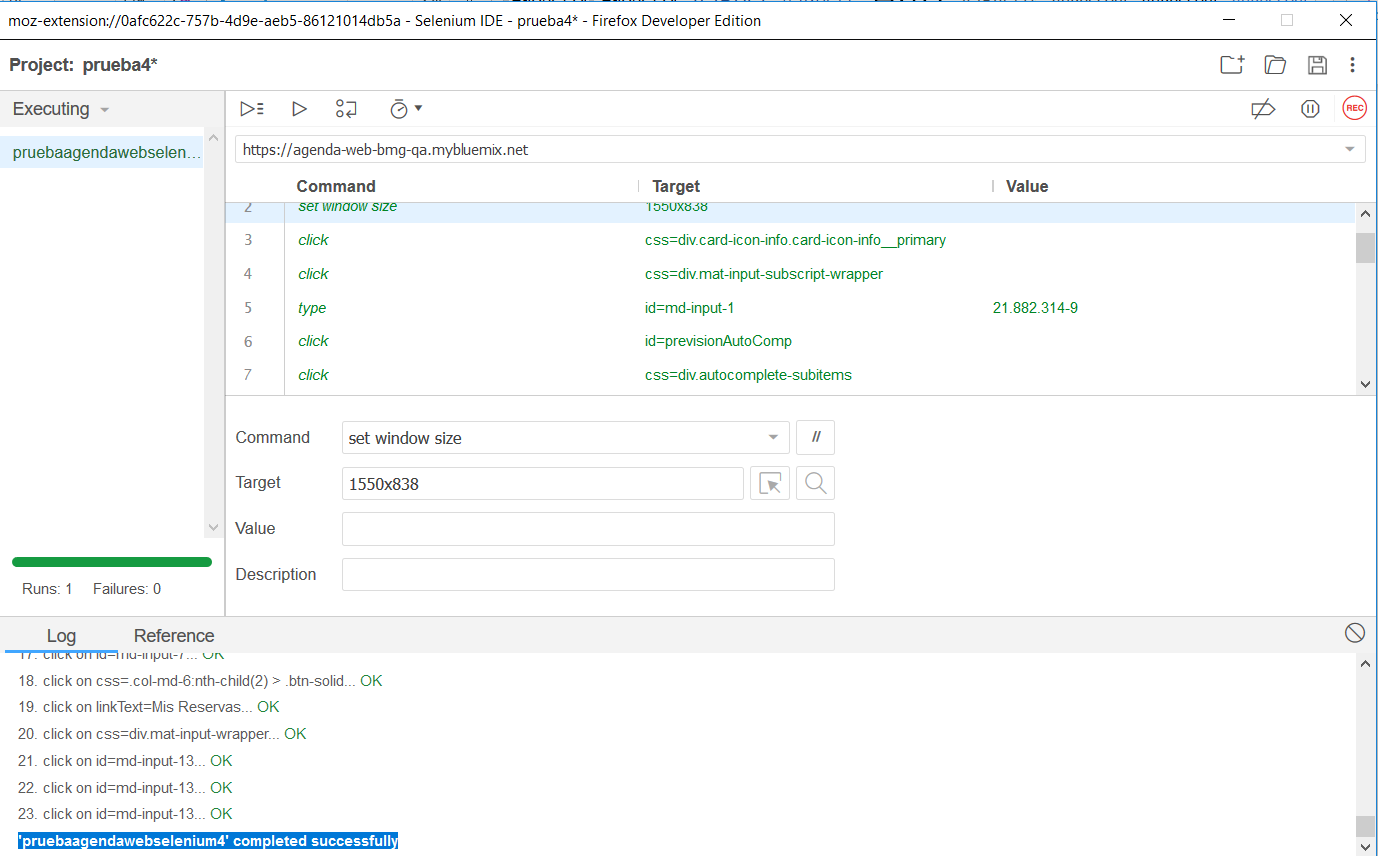 moz-extension://0afc622c-757b-4d9e-aeb5-86121014db5a - Selenium IDE - prueba4* - Firefox Developer Edition
Project: prueba4*
Executing
REC
pruebaagendawebselen...
https://agenda-web-bmg-qa.mybluemix.net
Command Target Value
2 set window size 1550x838
3 click css=div.card-icon-info.card-icon-info__primary
4 click css=div.mat-input-subscript-wrapper
5 type id=md-input-1 21.882.314-9
6 click id=previsionAutoComp
7 click css=div.autocomplete-subitems
Command set window size //
Target 1550x838
Value
Description
Runs: 1 Failures: 0
Log Reference
17. click on id=md-input-7... OK
18. click on css=.col-md-6:nth-child(2) > .btn-solid... OK
19. click on linkText=Mis Reservas... OK
20. click on css=div.mat-input-wrapper... OK
21. click on id=md-input-13... OK
22. click on id=md-input-13... OK
23. click on id=md-input-13... OK
'pruebaagendawebselenium4' completed successfully